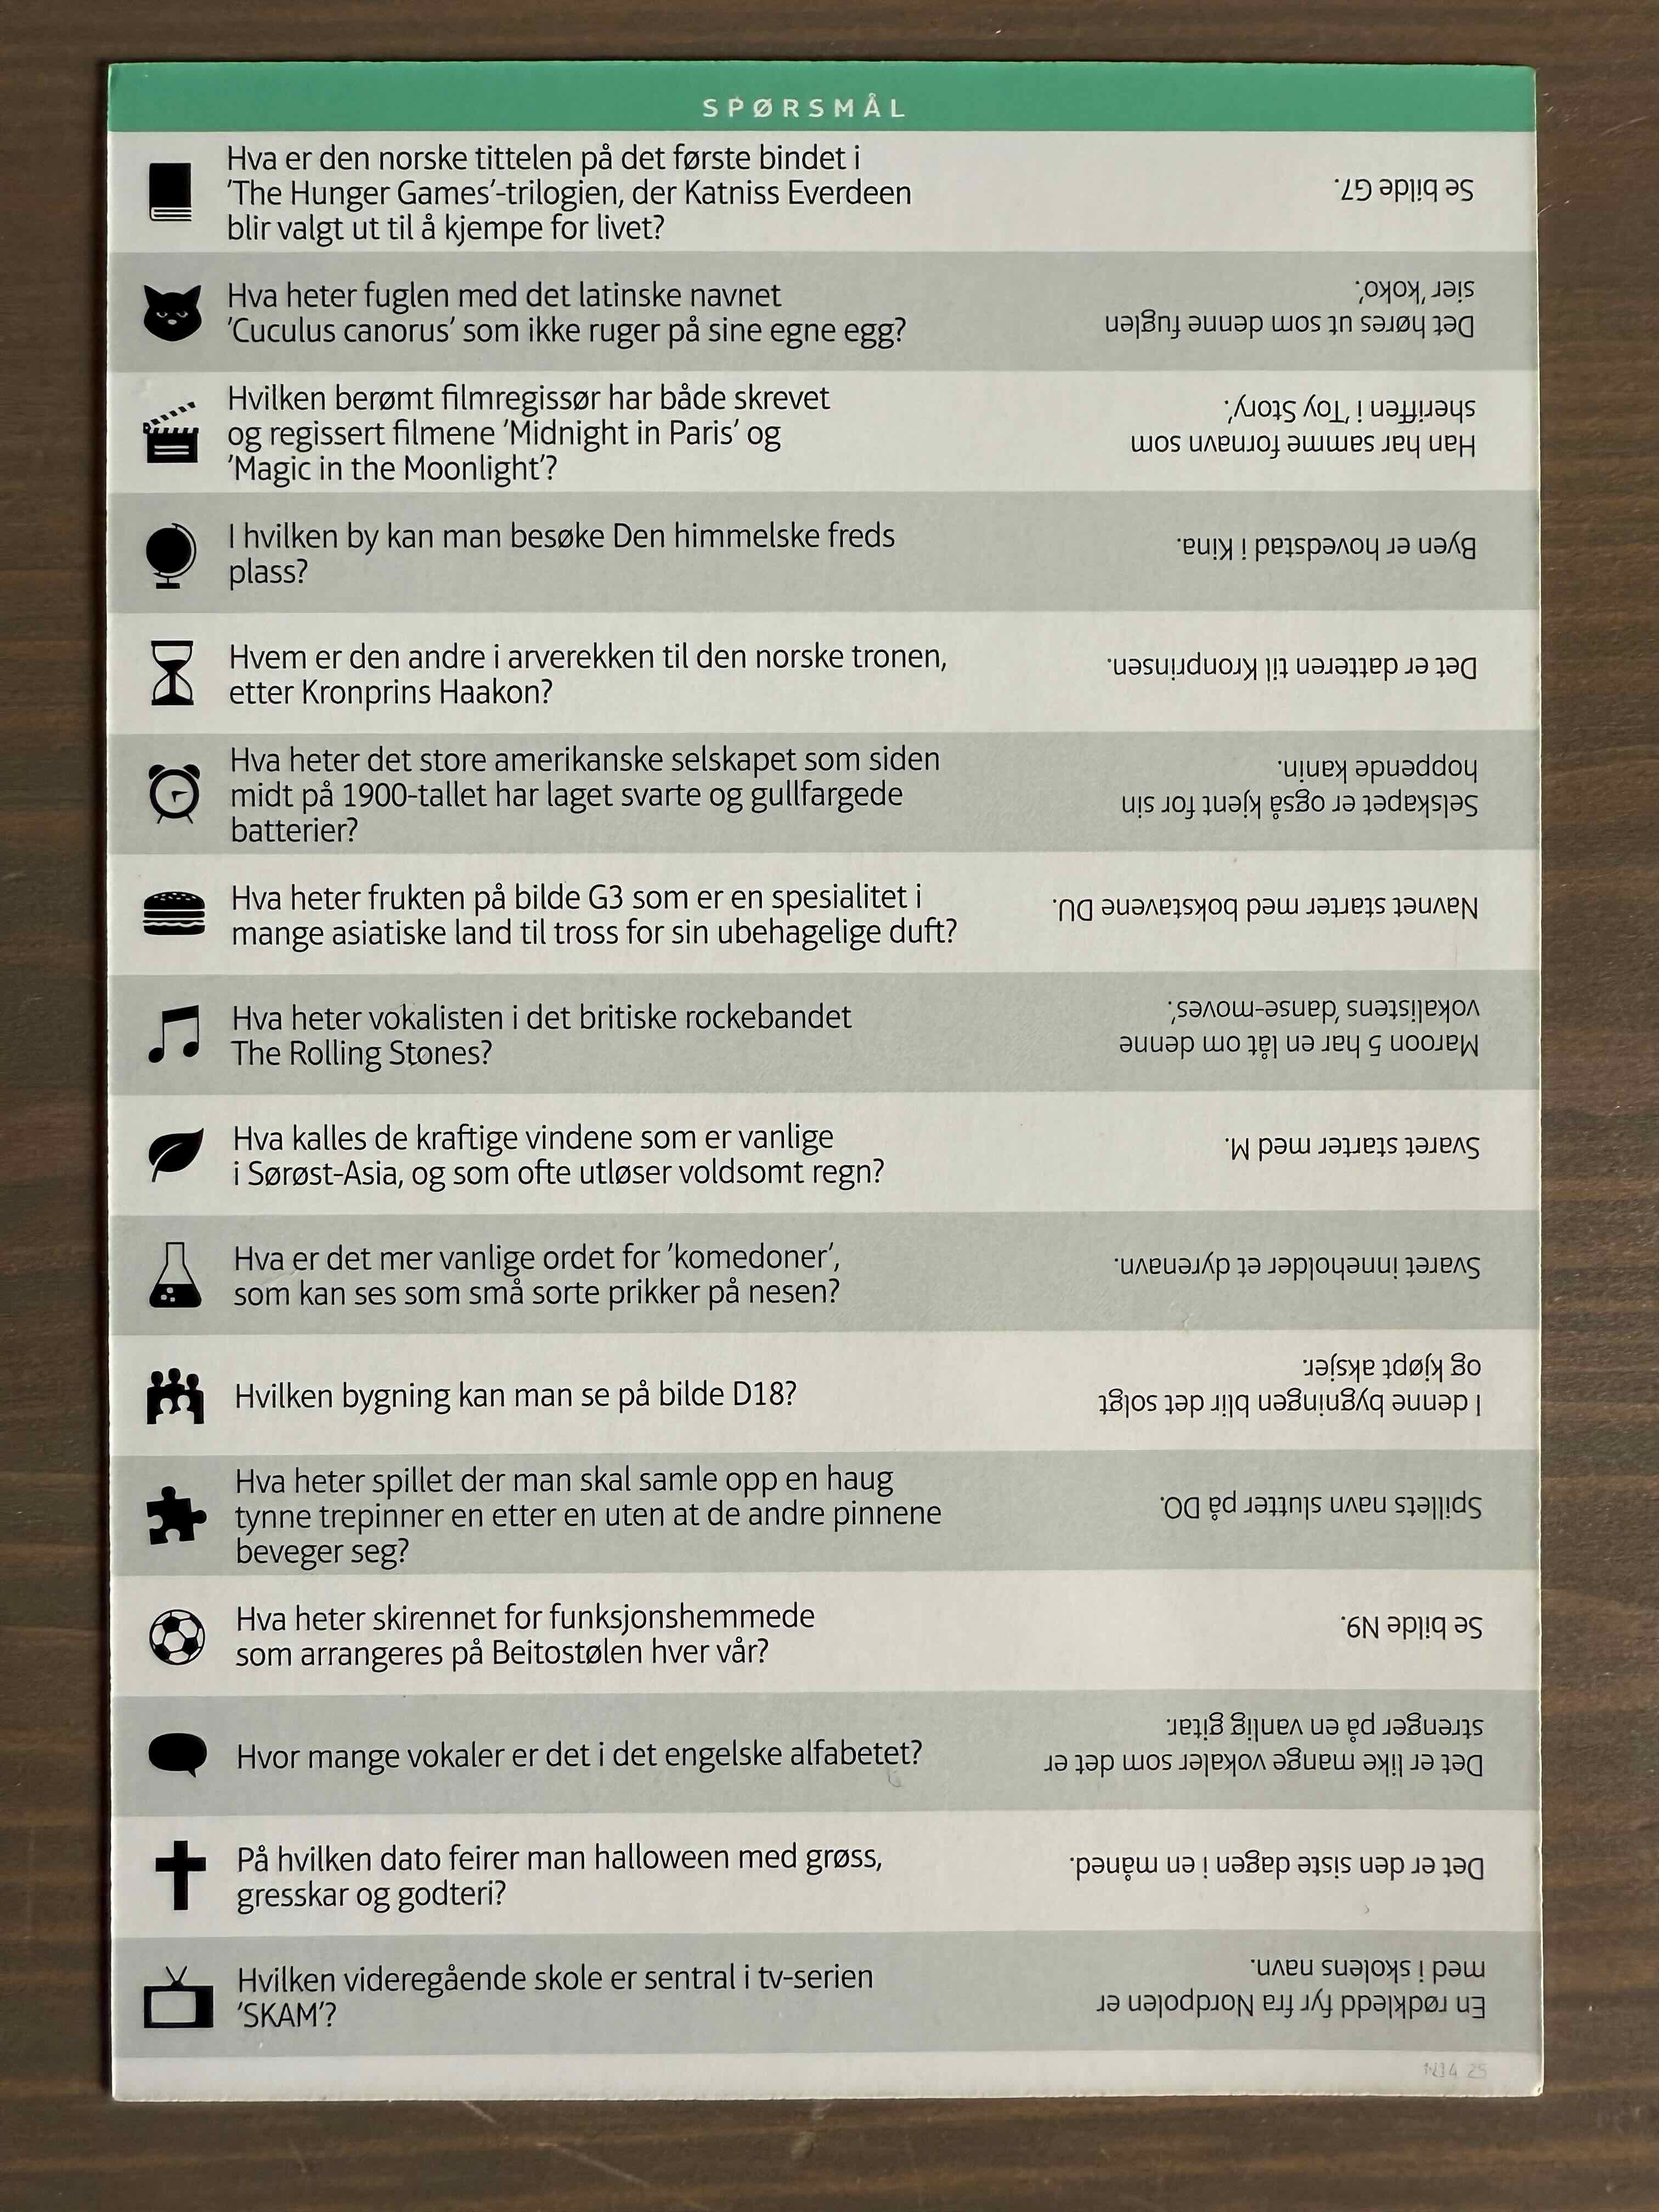 SPØRSMÅL
Hva er den norske tittelen på det første bindet i
'The Hunger Games'-trilogien, der Katniss Everdeen
blir valgt ut til å kjempe for livet?
Se bilde G7.
Hva heter fuglen med det latinske navnet
'Cuculus canorus' som ikke ruger på sine egne egg?
Det høres ut som denne fuglen
sier 'koko'.
Hvilken berømt filmregissør har både skrevet
og regissert filmene 'Midnight in Paris' og
'Magic in the Moonlight'?
Han har samme fornavn som
sheriffen i 'Toy Story'.
I hvilken by kan man besøke Den himmelske freds
plass?
Byen er hovedstad i Kina.
Hvem er den andre i arverekken til den norske tronen,
etter Kronprins Haakon?
Det er datteren til Kronprinsen.
Hva heter det store amerikanske selskapet som siden
midt på 1900-tallet har laget svarte og gullfargede
batterier?
Selskapet er også kjent for sin
hoppende kanin.
Hva heter frukten på bilde G3 som er en spesialitet i
mange asiatiske land til tross for sin ubehagelige duft?
Navnet starter med bokstavene DU.
Hva heter vokalisten i det britiske rockebandet
The Rolling Stones?
Maroon 5 har en låt om denne
vokalistens 'danse-moves'.
Hva kalles de kraftige vindene som er vanlige
i Sørøst-Asia, og som ofte utløser voldsomt regn?
Svaret starter med M.
Hva er det mer vanlige ordet for 'komedoner',
som kan ses som små sorte prikker på nesen?
Svaret inneholder et dyrenavn.
Hvilken bygning kan man se på bilde D18?
I denne bygningen blir det solgt
og kjøpt aksjer.
Hva heter spillet der man skal samle opp en haug
tynne trepinner en etter en uten at de andre pinnene
beveger seg?
Spillets navn slutter på DO.
Hva heter skirennet for funksjonshemmede
som arrangeres på Beitostølen hver vår?
Se bilde N9.
Hvor mange vokaler er det i det engelske alfabetet?
Det er like mange vokaler som det er
strenger på en vanlig gitar.
På hvilken dato feirer man halloween med grøss,
gresskar og godteri?
Det er den siste dagen i en måned.
Hvilken videregående skole er sentral i tv-serien
'SKAM'?
En rødkledd fyr fra Nordpolen er
med i skolens navn.